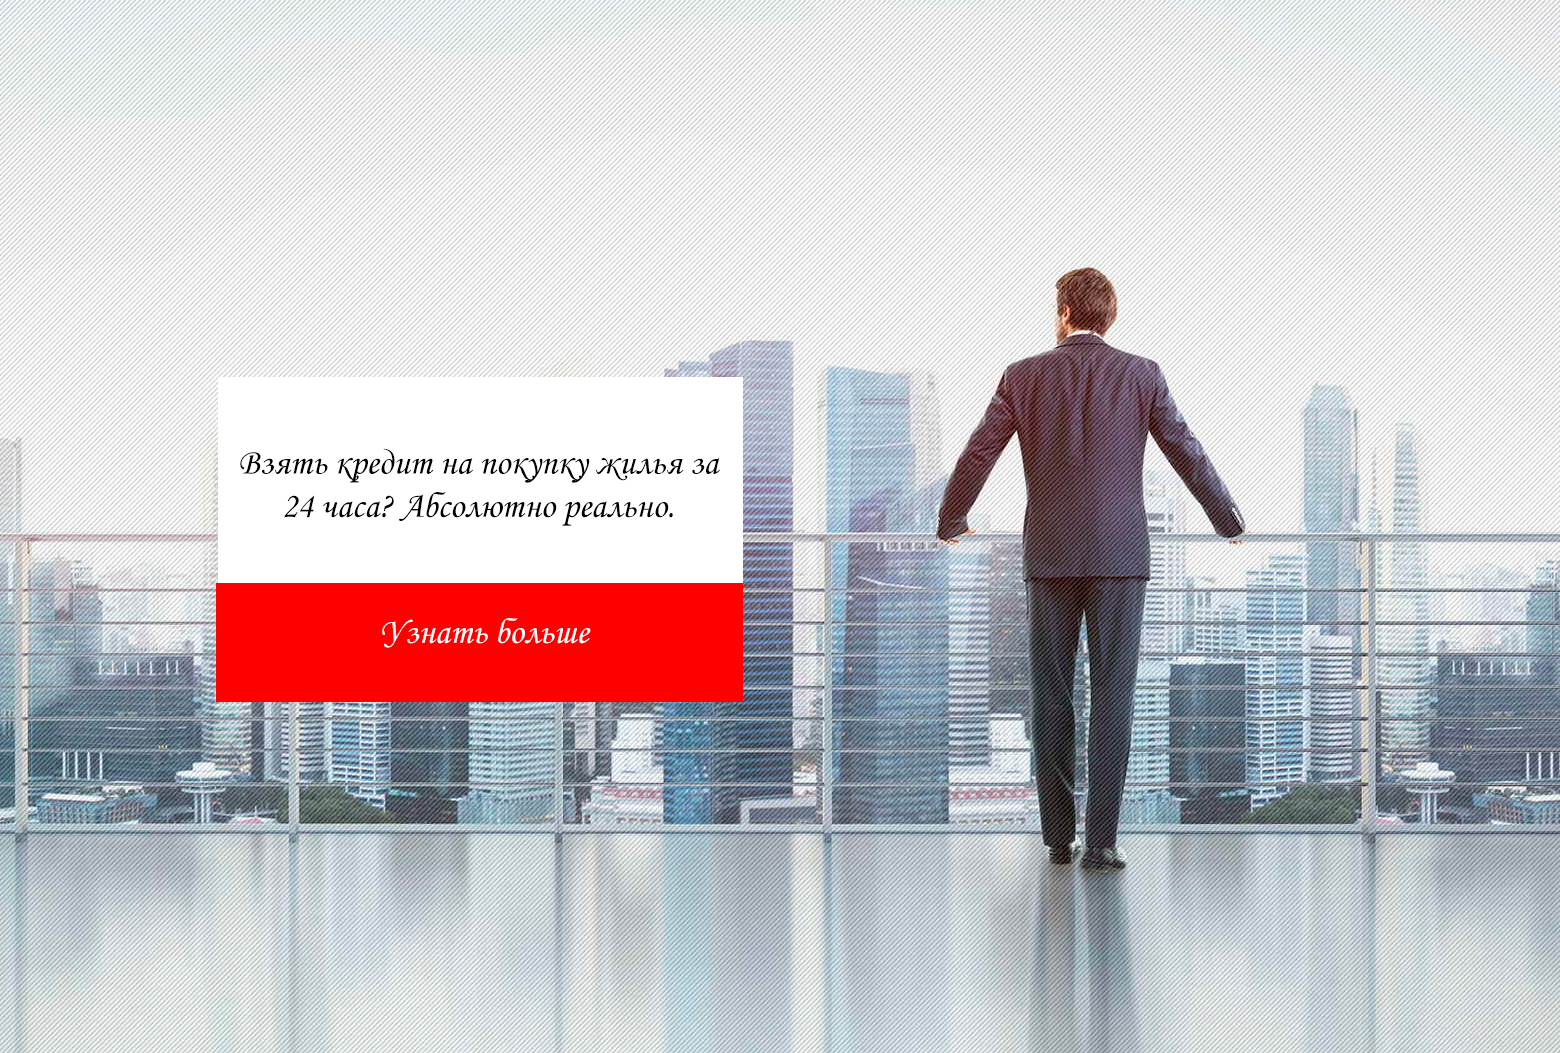 Взять кредит на покупку жилья за
24 часа? Абсолютно реально.
Узнать больше